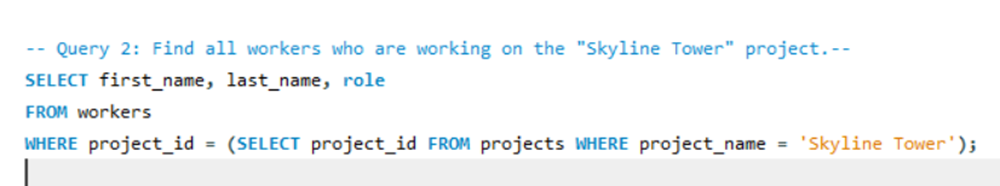 -- Query 2: Find all workers who are working on the "Skyline Tower" project.--
SELECT first_name, last_name, role
FROM workers
WHERE project_id = (SELECT project_id FROM projects WHERE project_name = 'Skyline Tower');